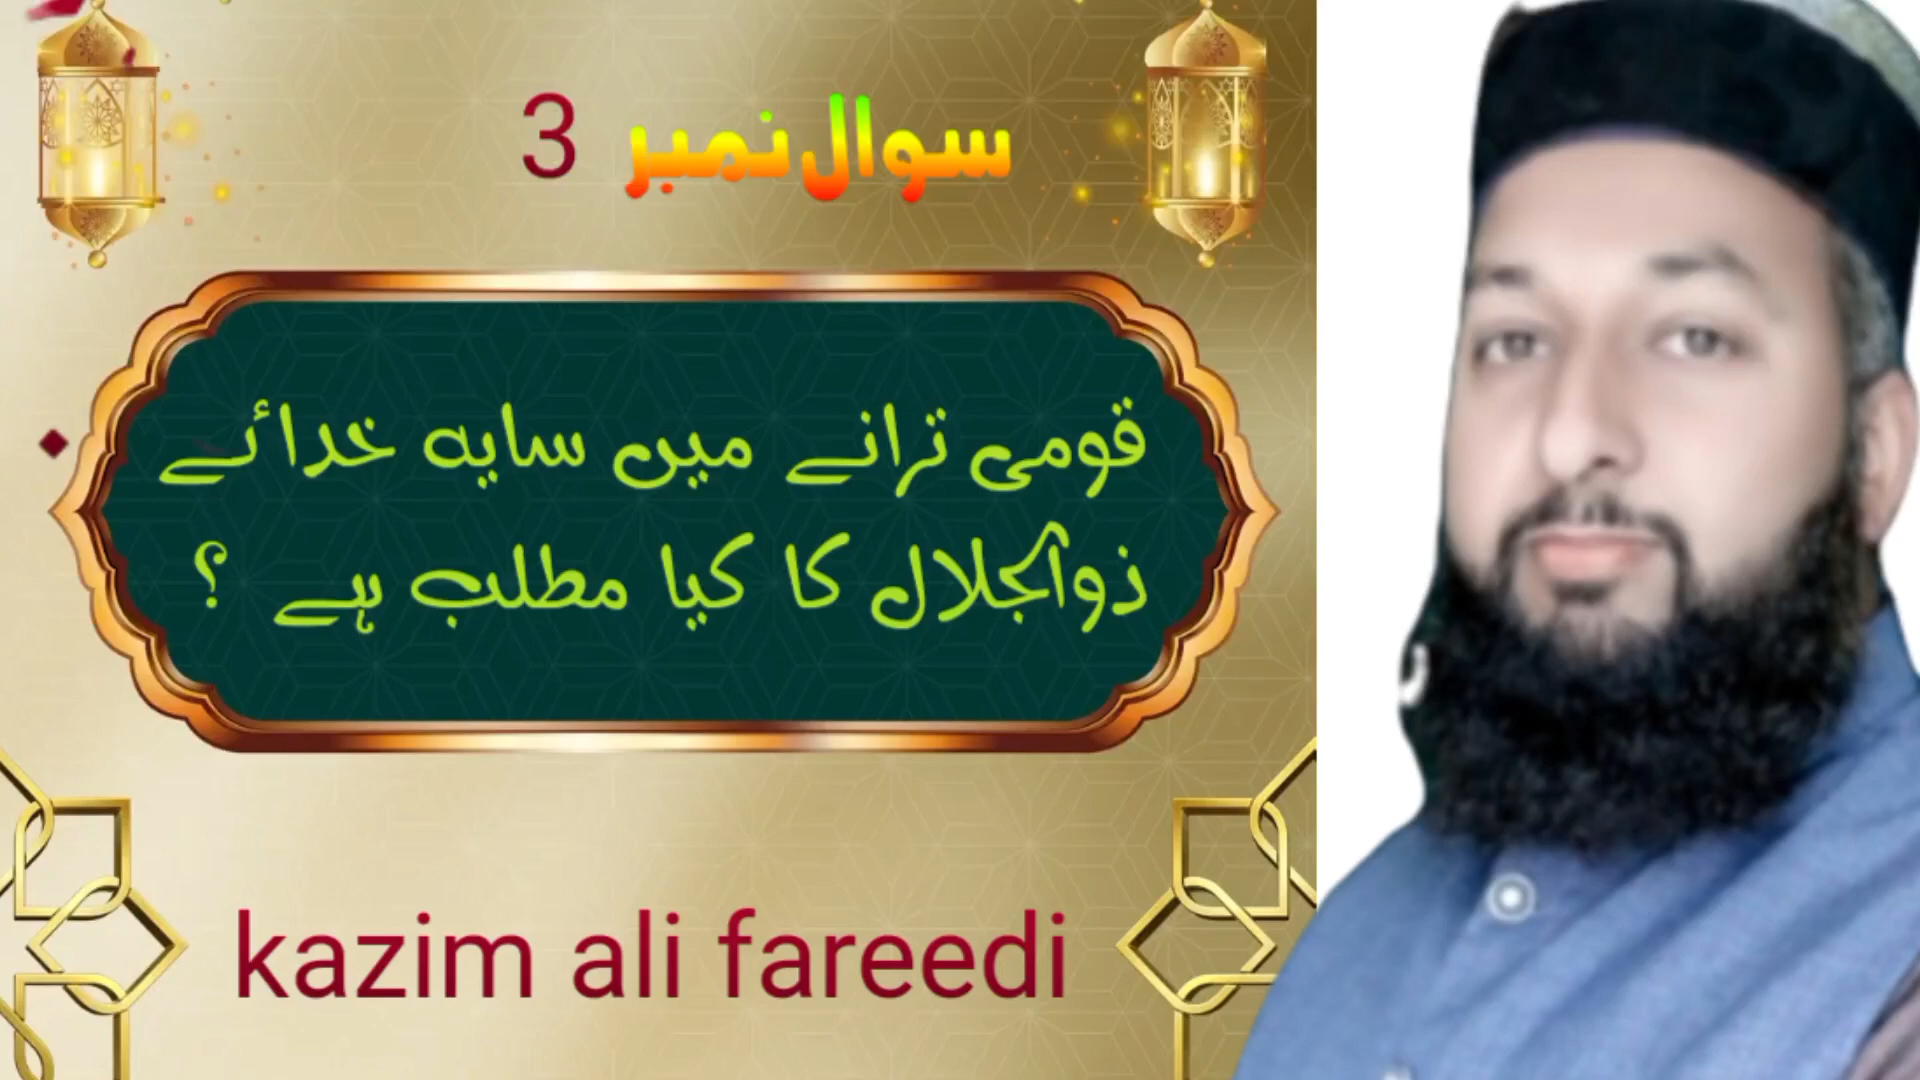 سوال نمبر 3
قومی ترانے میں سایہ خدائے
ذوالجلال کا کیا مطلب ہے ؟
kazim ali fareedi